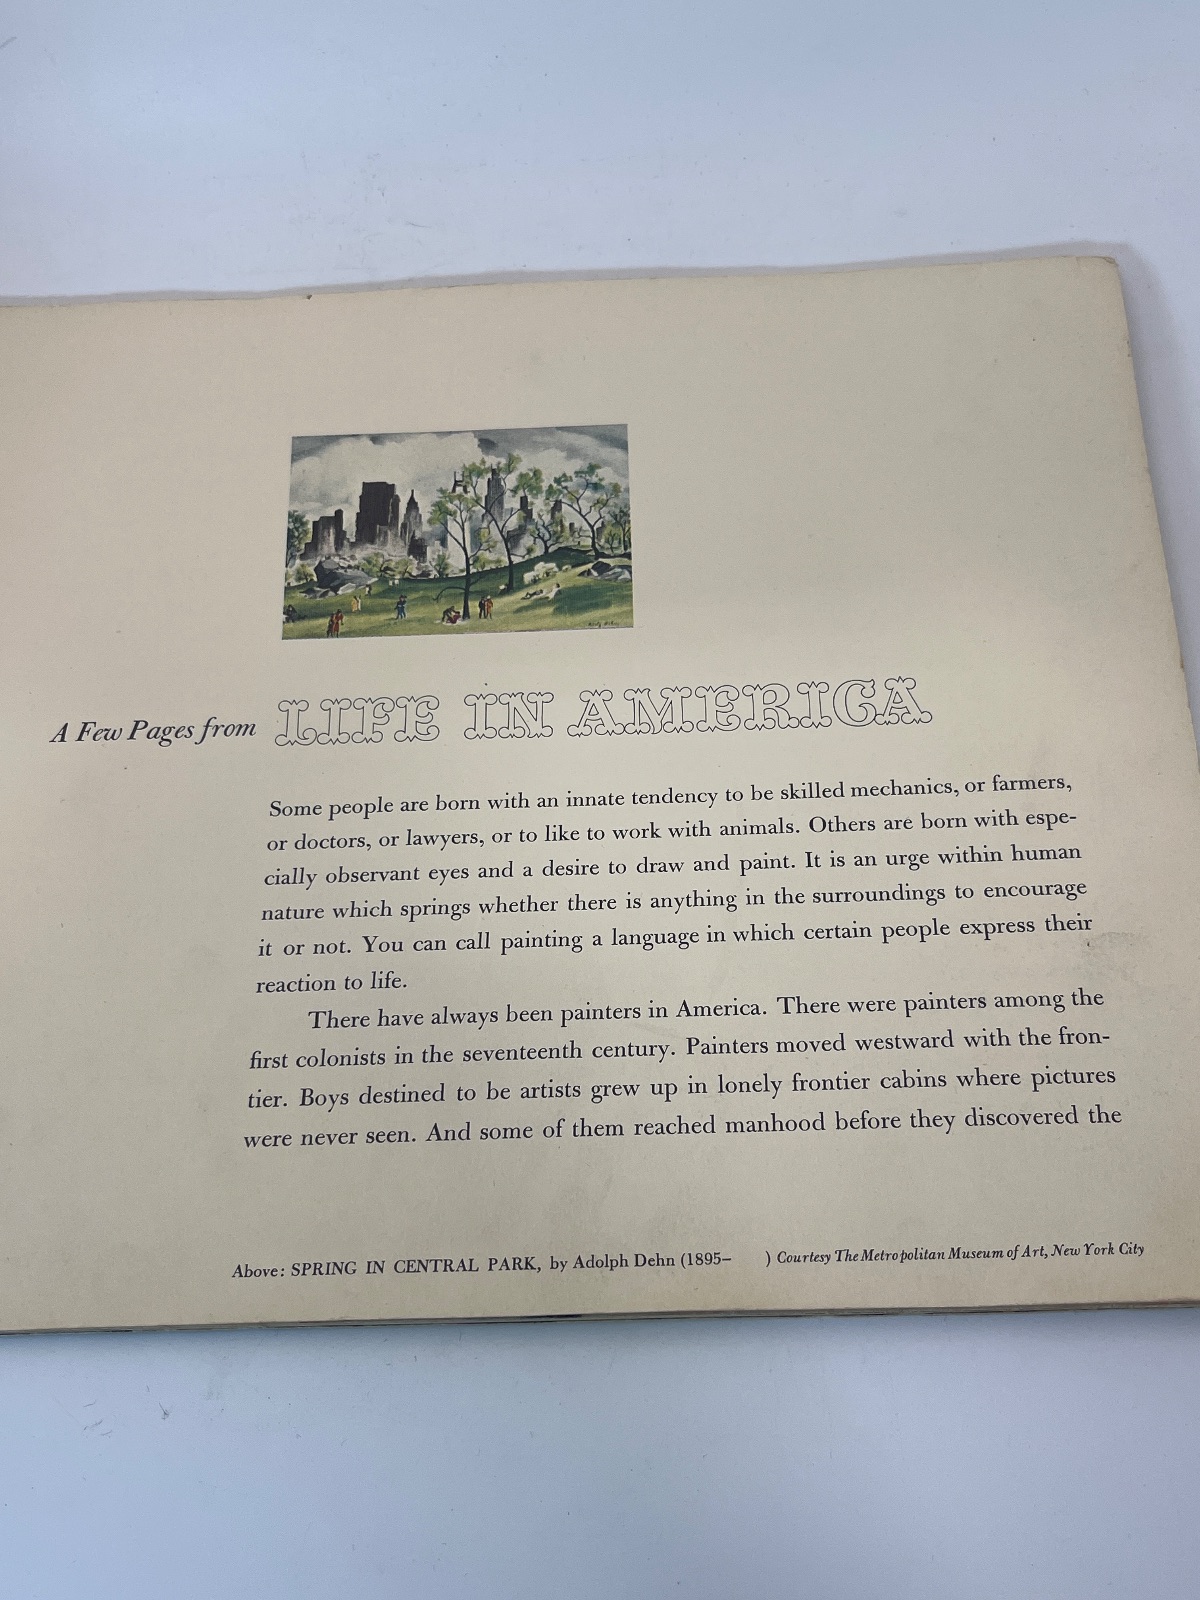 A Few Pages from LIFE IN AMERICA
Some people are born with an innate tendency to be skilled mechanics, or farmers,
or doctors, or lawyers, or to like to work with animals. Others are born with espe-
cially observant eyes and a desire to draw and paint. It is an urge within human
nature which springs whether there is anything in the surroundings to encourage
it or not. You can call painting a language in which certain people express their
reaction to life.
There have always been painters in America. There were painters among the
first colonists in the seventeenth century. Painters moved westward with the fron-
tier. Boys destined to be artists grew up in lonely frontier cabins where pictures
were never seen. And some of them reached manhood before they discovered the
Above: SPRING IN CENTRAL PARK, by Adolph Dehn (1895– ) Courtesy The Metropolitan Museum of Art, New York City